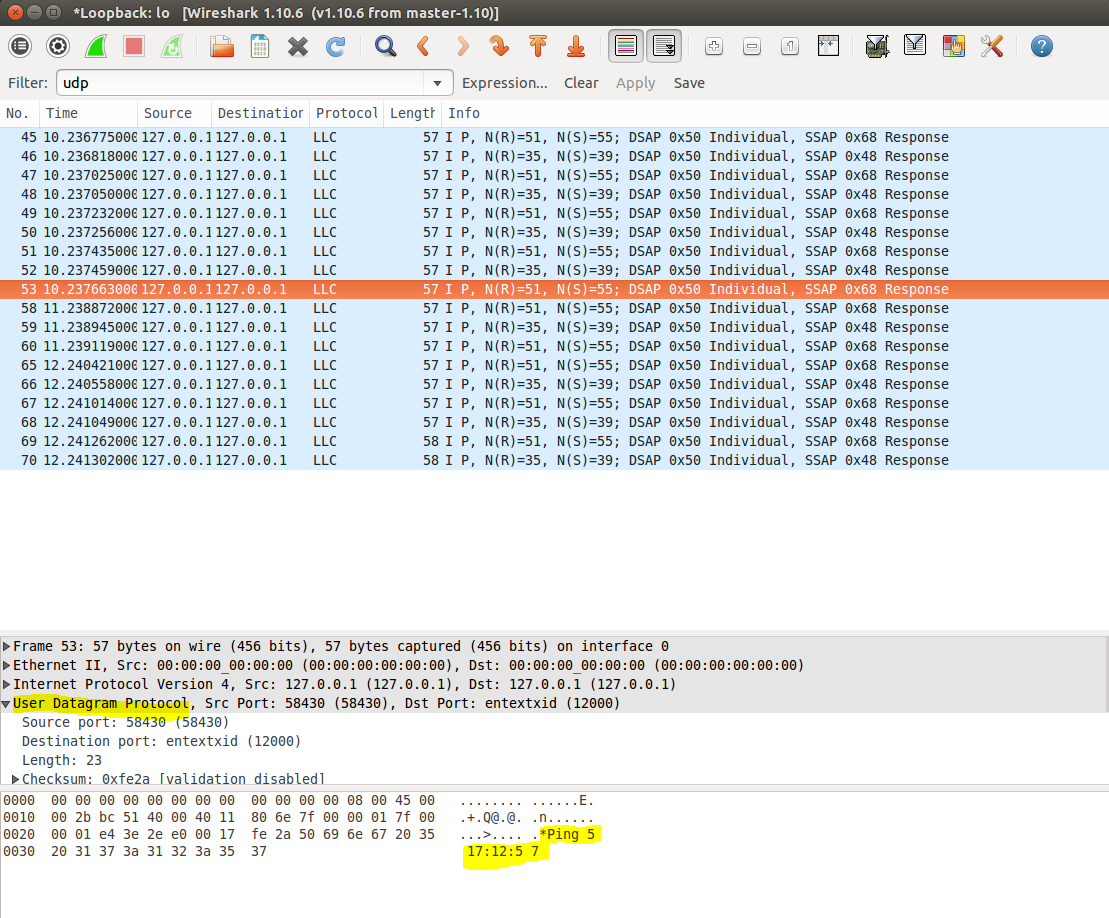 *Loopback: lo [Wireshark 1.10.6 (v1.10.6 from master-1.10)]
Filter: udp Expression... Clear Apply Save
No. Time Source Destination Protocol Length Info
45 10.236775000 127.0.0.1 127.0.0.1 LLC 57 I P, N(R)=51, N(S)=55; DSAP 0x50 Individual, SSAP 0x68 Response
46 10.236818000 127.0.0.1 127.0.0.1 LLC 57 I P, N(R)=35, N(S)=39; DSAP 0x50 Individual, SSAP 0x48 Response
47 10.237025000 127.0.0.1 127.0.0.1 LLC 57 I P, N(R)=51, N(S)=55; DSAP 0x50 Individual, SSAP 0x68 Response
48 10.237050000 127.0.0.1 127.0.0.1 LLC 57 I P, N(R)=35, N(S)=39; DSAP 0x50 Individual, SSAP 0x48 Response
49 10.237232000 127.0.0.1 127.0.0.1 LLC 57 I P, N(R)=51, N(S)=55; DSAP 0x50 Individual, SSAP 0x68 Response
50 10.237256000 127.0.0.1 127.0.0.1 LLC 57 I P, N(R)=35, N(S)=39; DSAP 0x50 Individual, SSAP 0x48 Response
51 10.237435000 127.0.0.1 127.0.0.1 LLC 57 I P, N(R)=51, N(S)=55; DSAP 0x50 Individual, SSAP 0x68 Response
52 10.237459000 127.0.0.1 127.0.0.1 LLC 57 I P, N(R)=35, N(S)=39; DSAP 0x50 Individual, SSAP 0x48 Response
53 10.237663000 127.0.0.1 127.0.0.1 LLC 57 I P, N(R)=51, N(S)=55; DSAP 0x50 Individual, SSAP 0x68 Response
58 11.238872000 127.0.0.1 127.0.0.1 LLC 57 I P, N(R)=51, N(S)=55; DSAP 0x50 Individual, SSAP 0x68 Response
59 11.238945000 127.0.0.1 127.0.0.1 LLC 57 I P, N(R)=35, N(S)=39; DSAP 0x50 Individual, SSAP 0x48 Response
60 11.239119000 127.0.0.1 127.0.0.1 LLC 57 I P, N(R)=51, N(S)=55; DSAP 0x50 Individual, SSAP 0x68 Response
65 12.240421000 127.0.0.1 127.0.0.1 LLC 57 I P, N(R)=51, N(S)=55; DSAP 0x50 Individual, SSAP 0x68 Response
66 12.240558000 127.0.0.1 127.0.0.1 LLC 57 I P, N(R)=35, N(S)=39; DSAP 0x50 Individual, SSAP 0x48 Response
67 12.241014000 127.0.0.1 127.0.0.1 LLC 57 I P, N(R)=51, N(S)=55; DSAP 0x50 Individual, SSAP 0x68 Response
68 12.241049000 127.0.0.1 127.0.0.1 LLC 57 I P, N(R)=35, N(S)=39; DSAP 0x50 Individual, SSAP 0x48 Response
69 12.241262000 127.0.0.1 127.0.0.1 LLC 58 I P, N(R)=51, N(S)=55; DSAP 0x50 Individual, SSAP 0x68 Response
70 12.241302000 127.0.0.1 127.0.0.1 LLC 58 I P, N(R)=35, N(S)=39; DSAP 0x50 Individual, SSAP 0x48 Response
Frame 53: 57 bytes on wire (456 bits), 57 bytes captured (456 bits) on interface 0
Ethernet II, Src: 00:00:00_00:00:00 (00:00:00:00:00:00), Dst: 00:00:00_00:00:00 (00:00:00:00:00:00)
Internet Protocol Version 4, Src: 127.0.0.1 (127.0.0.1), Dst: 127.0.0.1 (127.0.0.1)
User Datagram Protocol, Src Port: 58430 (58430), Dst Port: entextxid (12000)
Source port: 58430 (58430)
Destination port: entextxid (12000)
Length: 23
Checksum: 0xfe2a [validation disabled]
0000 00 00 00 00 00 00 00 00 00 00 00 00 08 00 45 00 ........ ......E.
0010 00 2b bc 51 40 00 40 11 80 6e 7f 00 00 01 7f 00 .+.Q@.@. .n......
0020 00 01 e4 3e 2e e0 00 17 fe 2a 50 69 6e 67 20 35 ...>.... .*Ping 5
0030 20 31 37 3a 31 32 3a 35 37 17:12:5 7